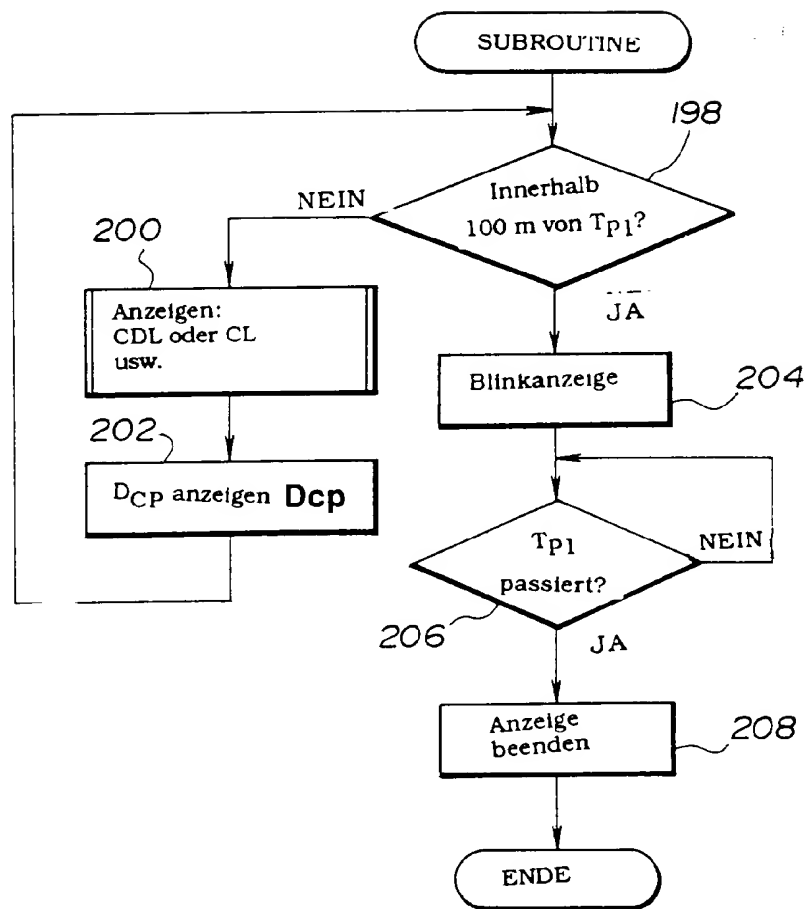 SUBROUTINE
198
Innerhalb
100 m von TP1?
NEIN
200
Anzeigen:
CDL oder CL
usw.
JA
Blinkanzeige
204
202
DCP anzeigen Dcp
TP1
passiert?
NEIN
206
JA
Anzeige
beenden
208
ENDE